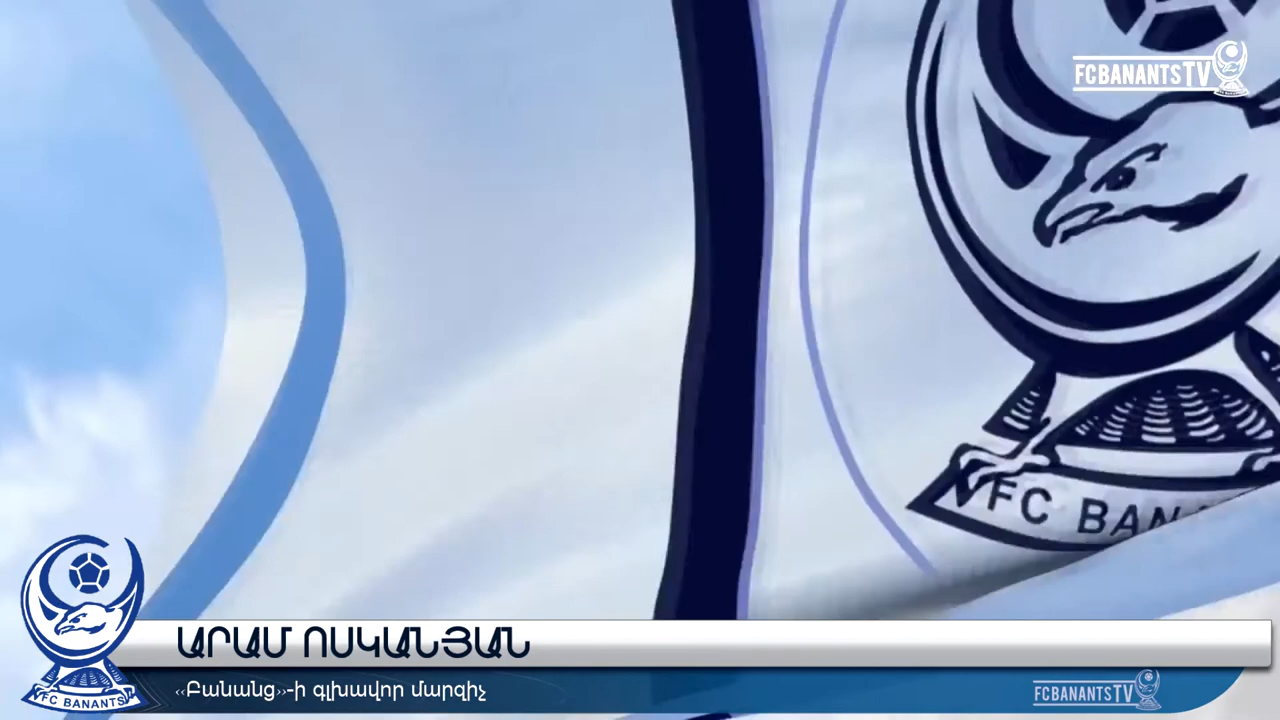 FCBANANTSTV
FC BAN
ԱՐԱՄ ՈՍԿԱՆՅԱՆ
‹‹Բանանց››-ի գլխավոր մարզիչ
FCBANANTSTV
FC BANANTS